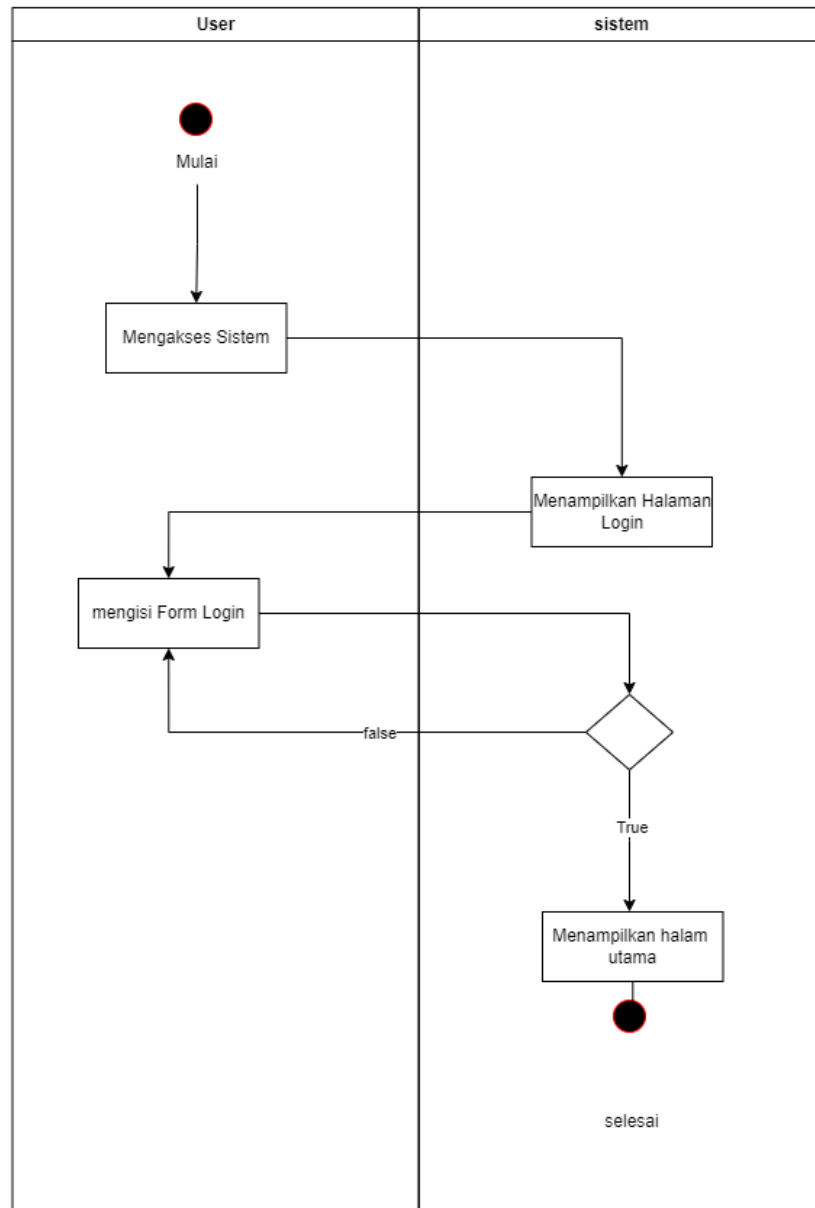 User
sistem
Mulai
Mengakses Sistem
Menampilkan Halaman
Login
mengisi Form Login
false
True
Menampilkan halam
utama
selesai